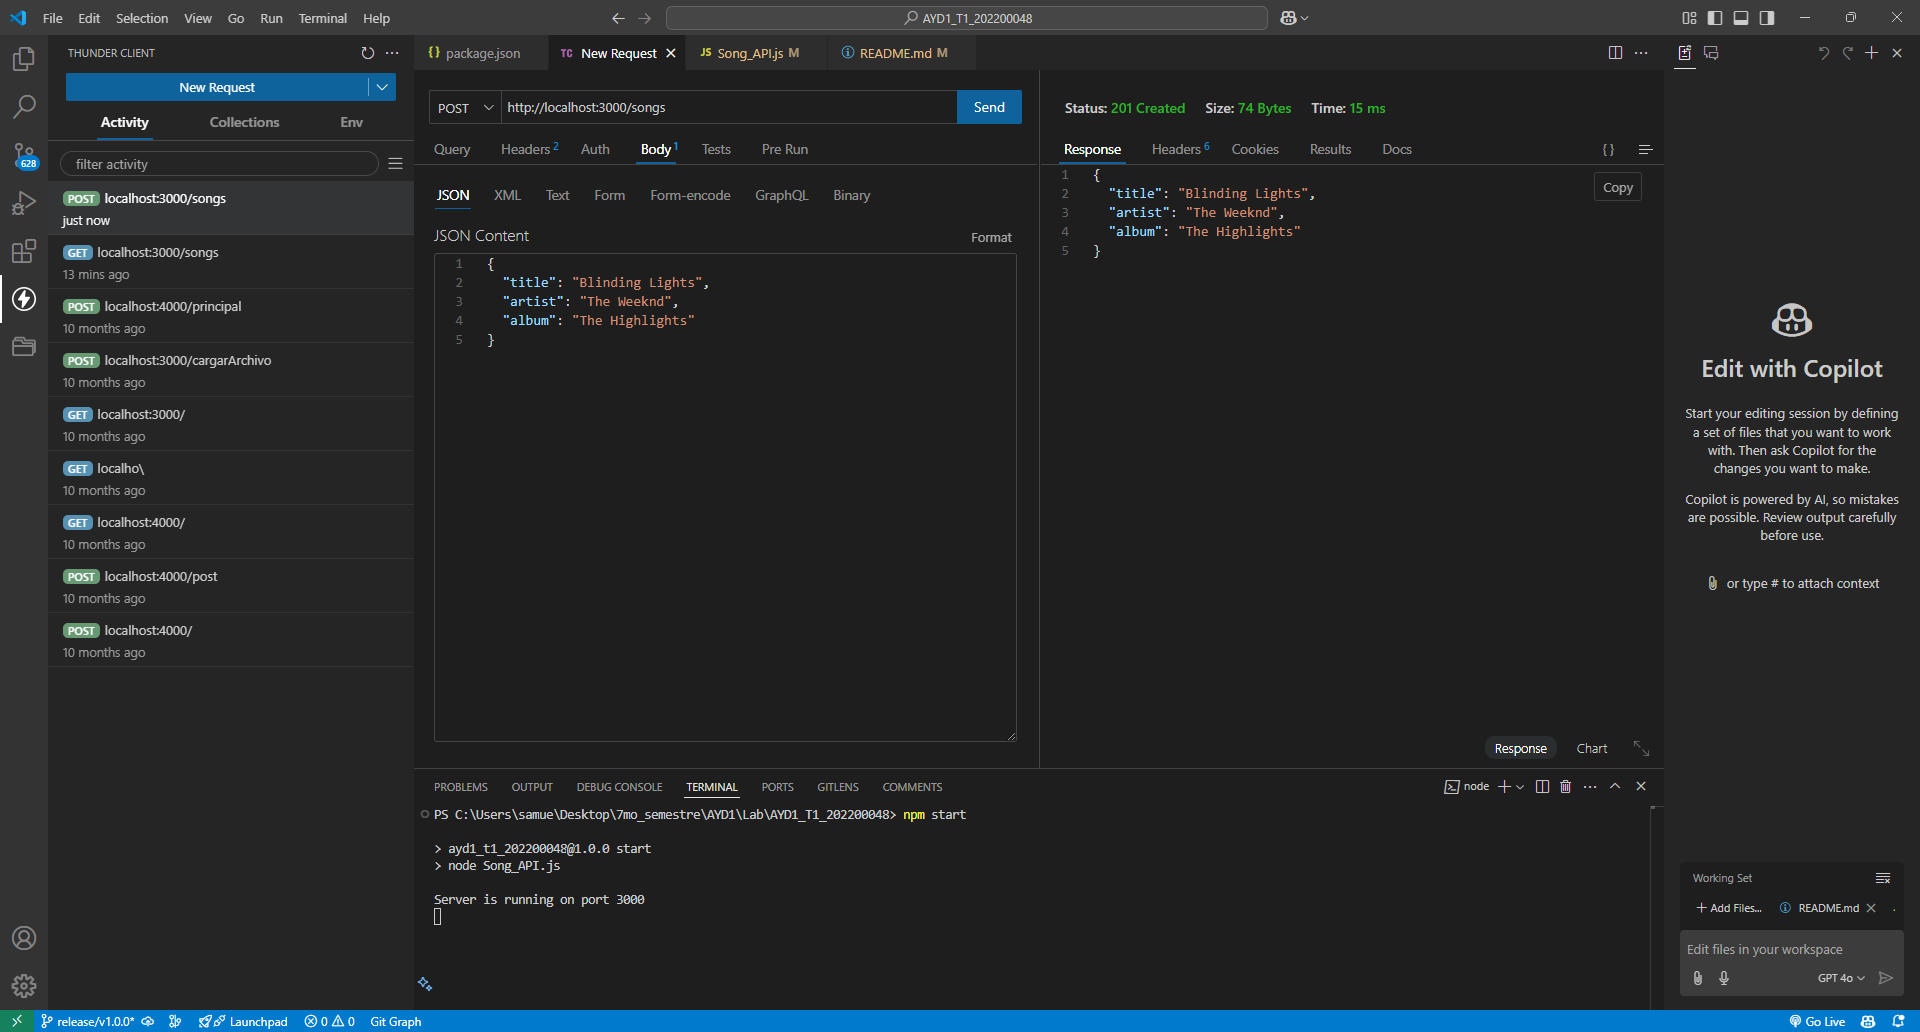 File Edit Selection View Go Run Terminal Help
AYD1_T1_202200048
THUNDER CLIENT
New Request
Activity Collections Env
filter activity
628
POST localhost:3000/songs
just now
GET localhost:3000/songs
13 mins ago
POST localhost:4000/principal
10 months ago
POST localhost:3000/cargarArchivo
10 months ago
GET localhost:3000/
10 months ago
GET localho\
10 months ago
GET localhost:4000/
10 months ago
POST localhost:4000/post
10 months ago
POST localhost:4000/
10 months ago
{} package.json
TC New Request
JS Song_API.js M
README.md M
POST http://localhost:3000/songs Send
Query Headers 2 Auth Body 1 Tests Pre Run
JSON XML Text Form Form-encode GraphQL Binary
JSON Content
Format
1 {
2 "title": "Blinding Lights",
3 "artist": "The Weeknd",
4 "album": "The Highlights"
5 }
Status: 201 Created Size: 74 Bytes Time: 15 ms
Response Headers 6 Cookies Results Docs {}
Copy
1 {
2 "title": "Blinding Lights",
3 "artist": "The Weeknd",
4 "album": "The Highlights"
5 }
Response Chart
PROBLEMS OUTPUT DEBUG CONSOLE TERMINAL PORTS GITLENS COMMENTS
node
PS C:\Users\samue\Desktop\7mo_semestre\AYD1\Lab\AYD1_T1_202200048> npm start
> ayd1_t1_202200048@1.0.0 start
> node Song_API.js
Server is running on port 3000
Edit with Copilot
Start your editing session by defining
a set of files that you want to work
with. Then ask Copilot for the
changes you want to make.
Copilot is powered by AI, so mistakes
are possible. Review output carefully
before use.
or type # to attach context
Working Set
+ Add Files... README.md
Edit files in your workspace
GPT 4o
release/v1.0.0* Launchpad 0 0 Git Graph
Go Live